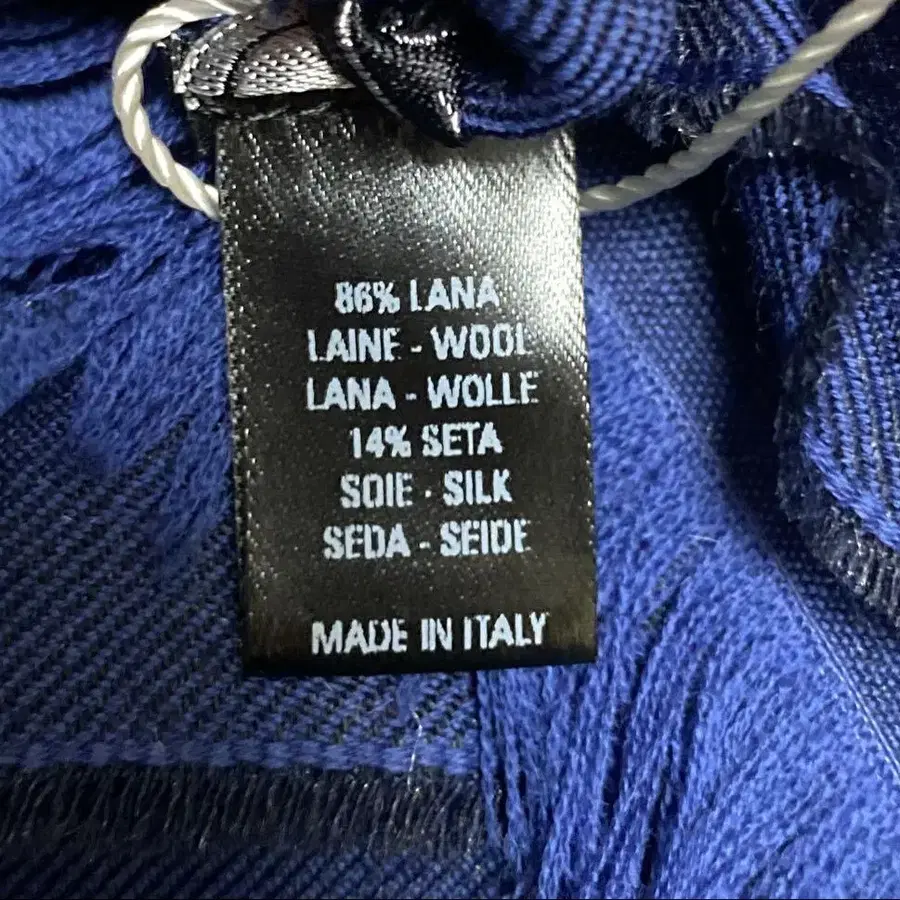 86% LANA
LAINE - WOOL
LANA - WOLLE
14% SETA
SOIE - SILK
SEDA - SEIDE
MADE IN ITALY